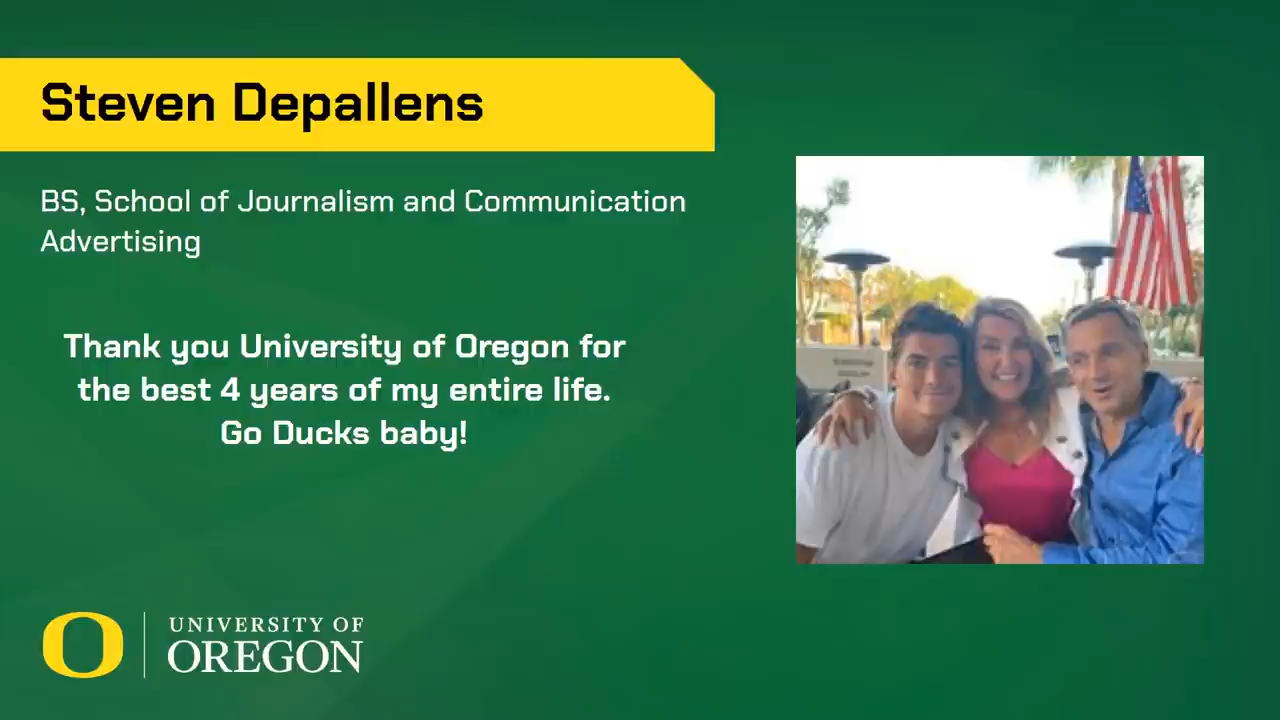 Steven Depallens
BS, School of Journalism and Communication
Advertising
Thank you University of Oregon for
the best 4 years of my entire life.
Go Ducks baby!
O
UNIVERSITY OF
OREGON